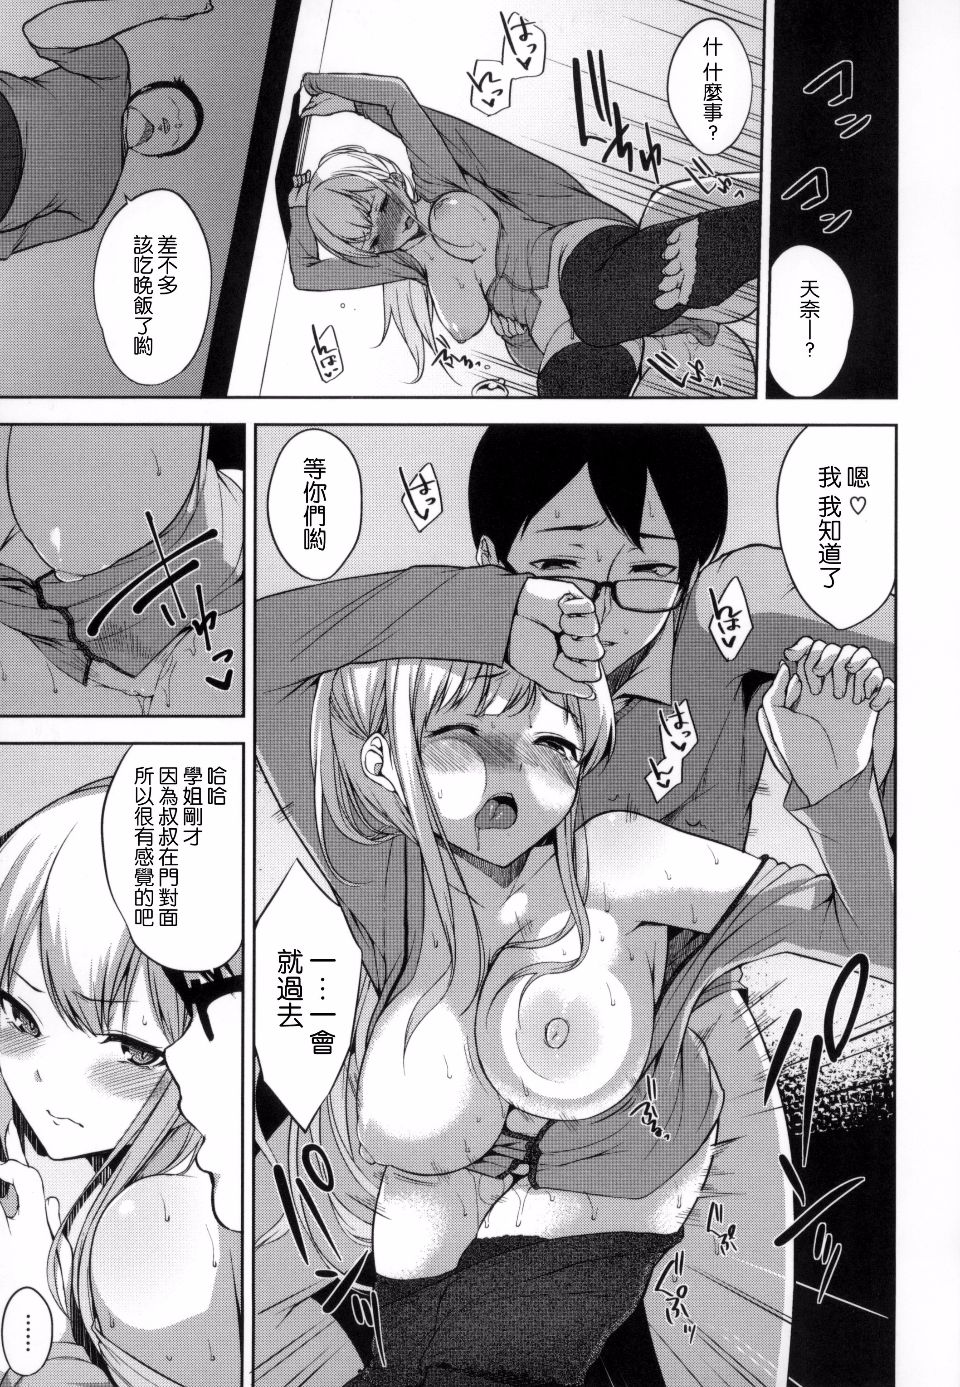 天奈—?
什 什麼事?
差不多
該吃晚飯了喲
嗯♡
我 我知道了
等你們喲
一…一會
就過去
哈哈
學姐剛才
因為叔叔在門對面
所以很有感覺的吧
……